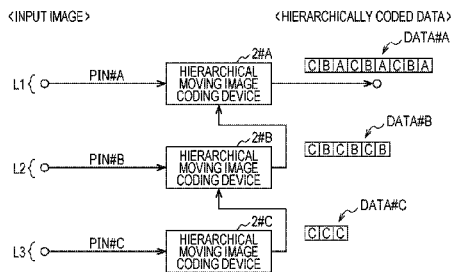 <INPUT IMAGE>
<HIERARCHICALLY CODED DATA>
DATA#A
C B A C B A C B A
L1 PIN#A
2#A
HIERARCHICAL
MOVING IMAGE
CODING DEVICE
DATA#B
C B C B C B
L2 PIN#B
2#B
HIERARCHICAL
MOVING IMAGE
CODING DEVICE
DATA#C
C C C
L3 PIN#C
2#C
HIERARCHICAL
MOVING IMAGE
CODING DEVICE